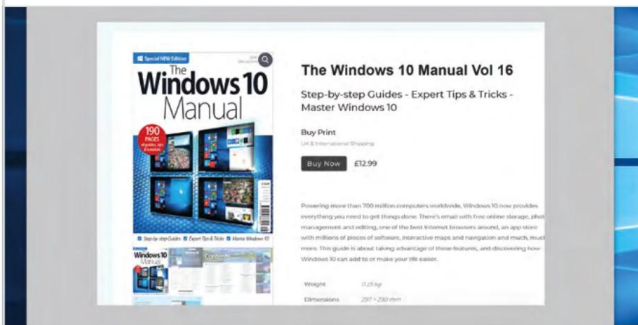 Special NEW Edition
The
Windows 10
Manual
190
PAGES
Step-by-step Guides Expert Tips & Tricks Master Windows 10
Windows 10
Manual
The Windows 10 Manual Vol 16
Step-by-step Guides - Expert Tips & Tricks -
Master Windows 10
Buy Print
UK & International Shipping
Buy Now £12.99
Powering more than 700 million computers worldwide, Windows 10 now provides
everything you need to get things done. There's email with free online storage, phot
management and editing, one of the best Internet browsers around, an app store
with millions of pieces of software, interactive maps and navigation and much, much
more. This guide is about taking advantage of those features, and discovering how
Windows 10 can add to or make your life easier.
Weight
Dimensions